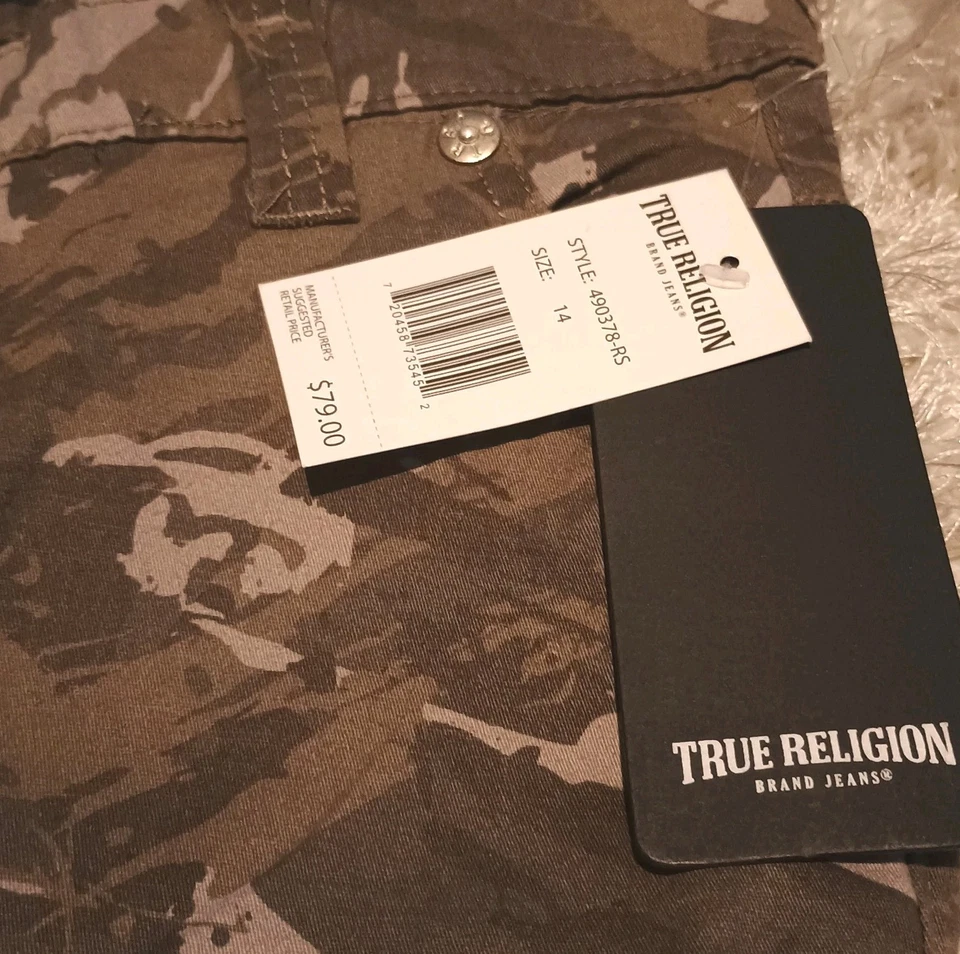 TRUE RELIGION
BRAND JEANS®
STYLE: 490378-RS
SIZE: 14
7 20458 73545 2
MANUFACTURER'S
SUGGESTED
RETAIL PRICE
$79.00
TRUE RELIGION
BRAND JEANS®